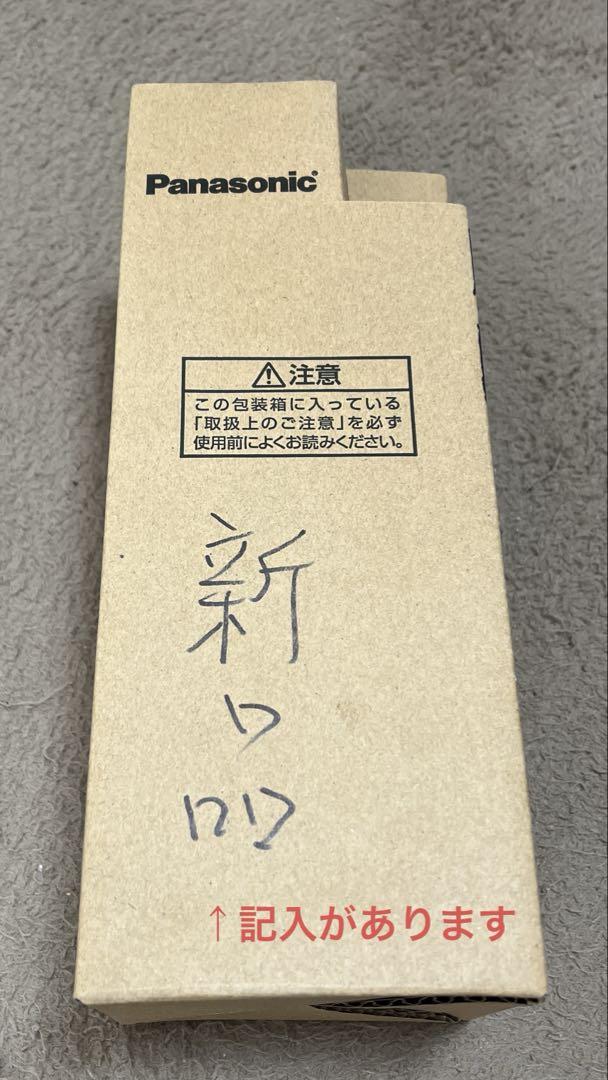 Panasonic
⚠注意
この包装箱に入っている
「取扱上のご注意」を必ず
使用前によくお読みください。
新
品
↑記入があります